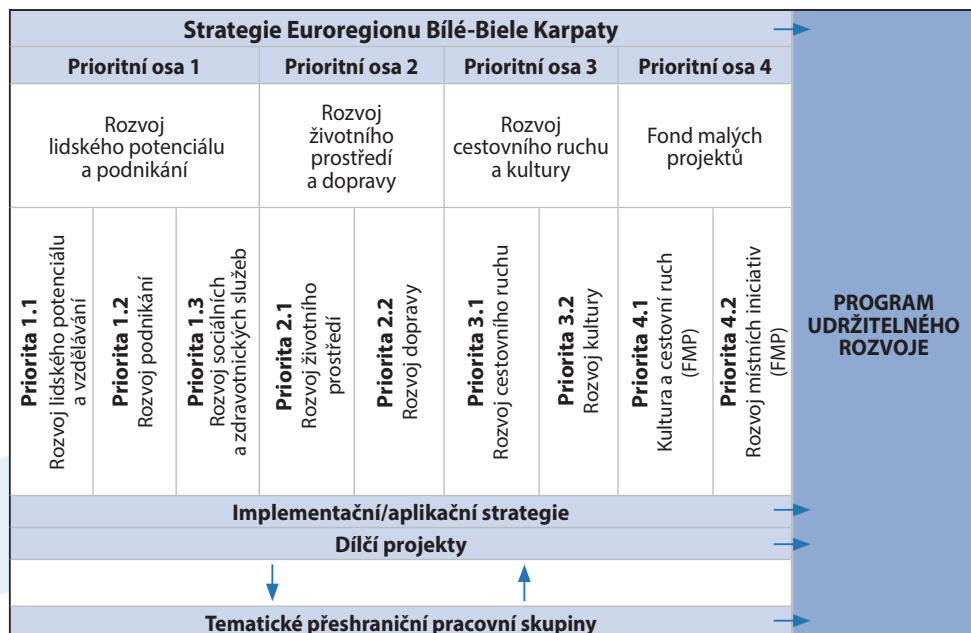 Strategie Euroregionu Bílé-Biele Karpaty
Prioritní osa 1
Prioritní osa 2
Prioritní osa 3
Prioritní osa 4
Rozvoj
lidského potenciálu
a podnikání
Rozvoj
životního
prostředí
a dopravy
Rozvoj
cestovního ruchu
a kultury
Fond malých
projektů
Priorita 1.1
Rozvoj lidského potenciálu
a vzdělávání
Priorita 1.2
Rozvoj podnikání
Priorita 1.3
Rozvoj sociálních
a zdravotnických služeb
Priorita 2.1
Rozvoj životního
prostředí
Priorita 2.2
Rozvoj dopravy
Priorita 3.1
Rozvoj cestovního ruchu
Priorita 3.2
Rozvoj kultury
Priorita 4.1
Kultura a cestovní ruch
(FMP)
Priorita 4.2
Rozvoj místních iniciativ
(FMP)
PROGRAM
UDRŽITELNÉHO
ROZVOJE
Implementační/aplikační strategie
Dílčí projekty
Tematické přeshraniční pracovní skupiny